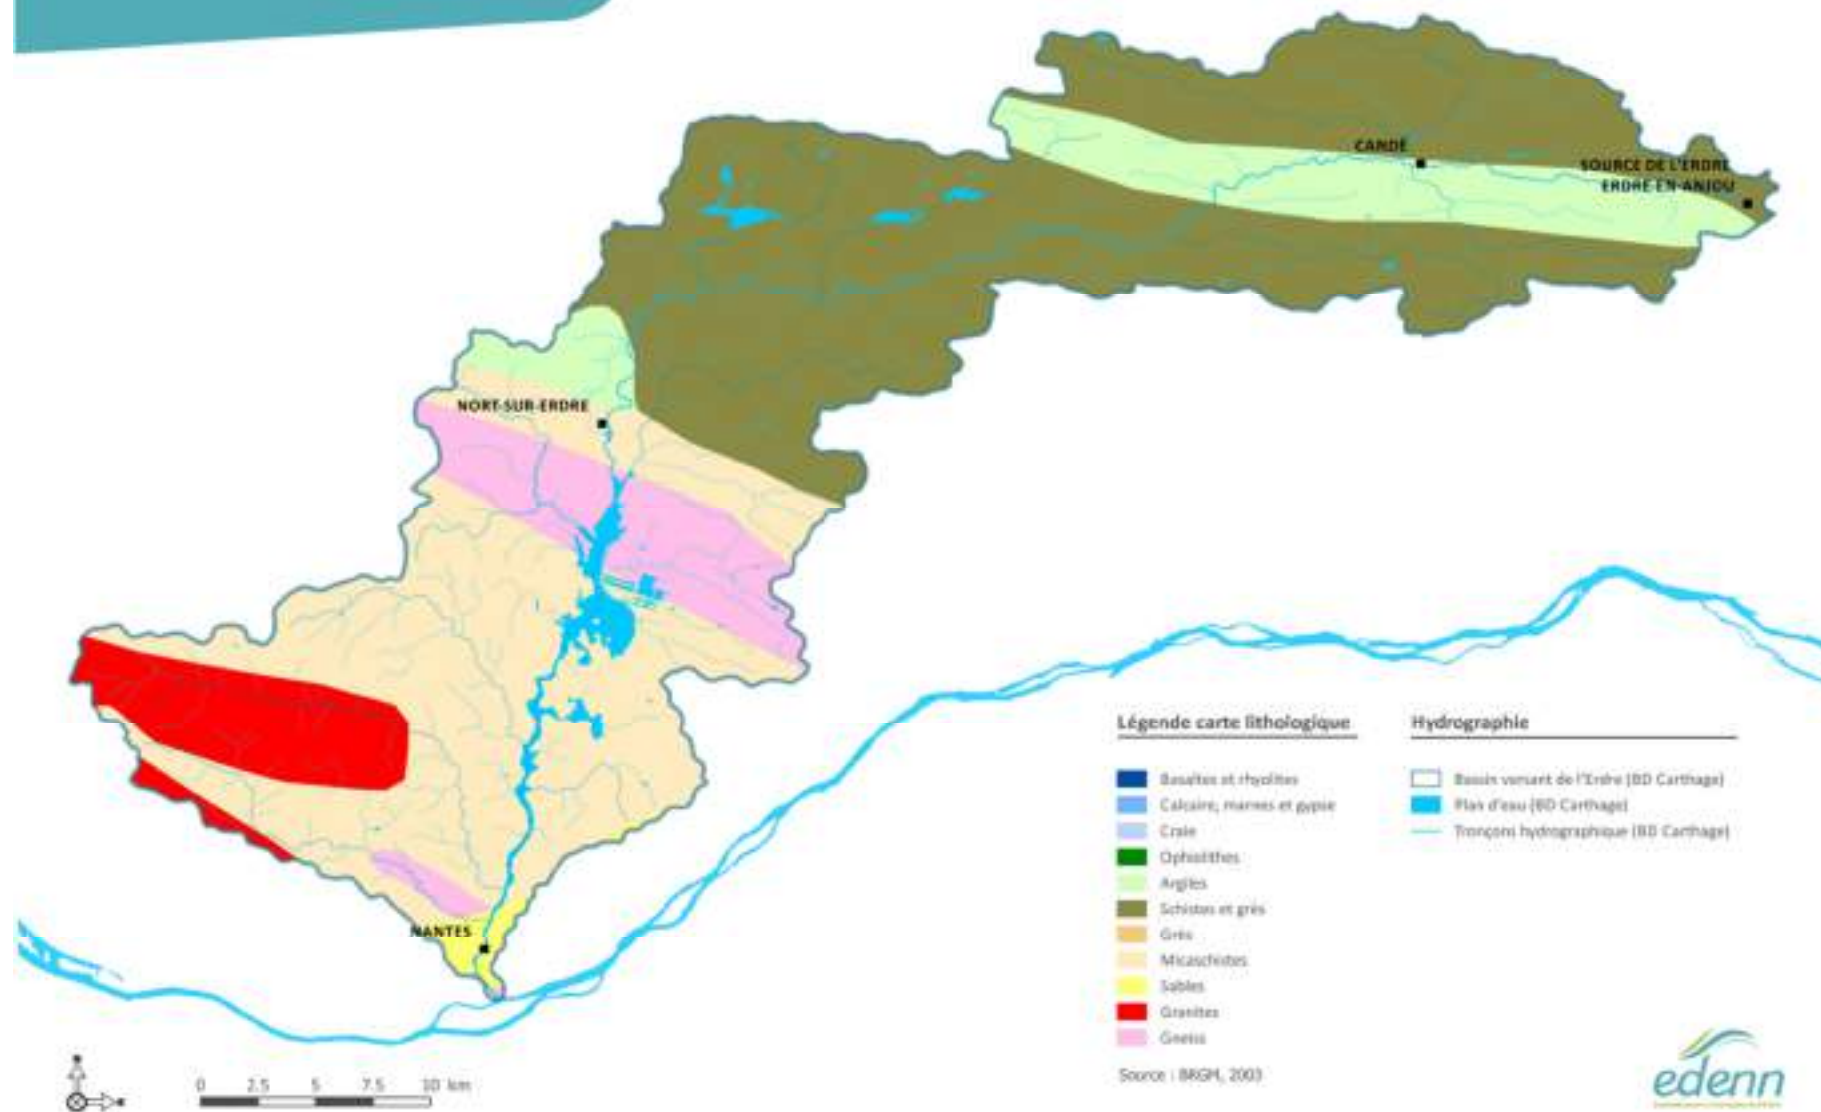 CANDÉ
SOURCE DE L'ERDRE
ERDRE-EN-ANJOU
NORT-SUR-ERDRE
NANTES
Légende carte lithologique
Basaltes et rhyolites
Calcaire, marnes et gypse
Craie
Ophiolithes
Argiles
Schistes et grès
Grès
Micaschistes
Sables
Granites
Gneiss
Source : BRGM, 2003
Hydrographie
Bassin versant de l'Erdre (BD Carthage)
Plan d'eau (BD Carthage)
Tronçons hydrographique (BD Carthage)
0 2.5 5 7.5 10 km
edenn